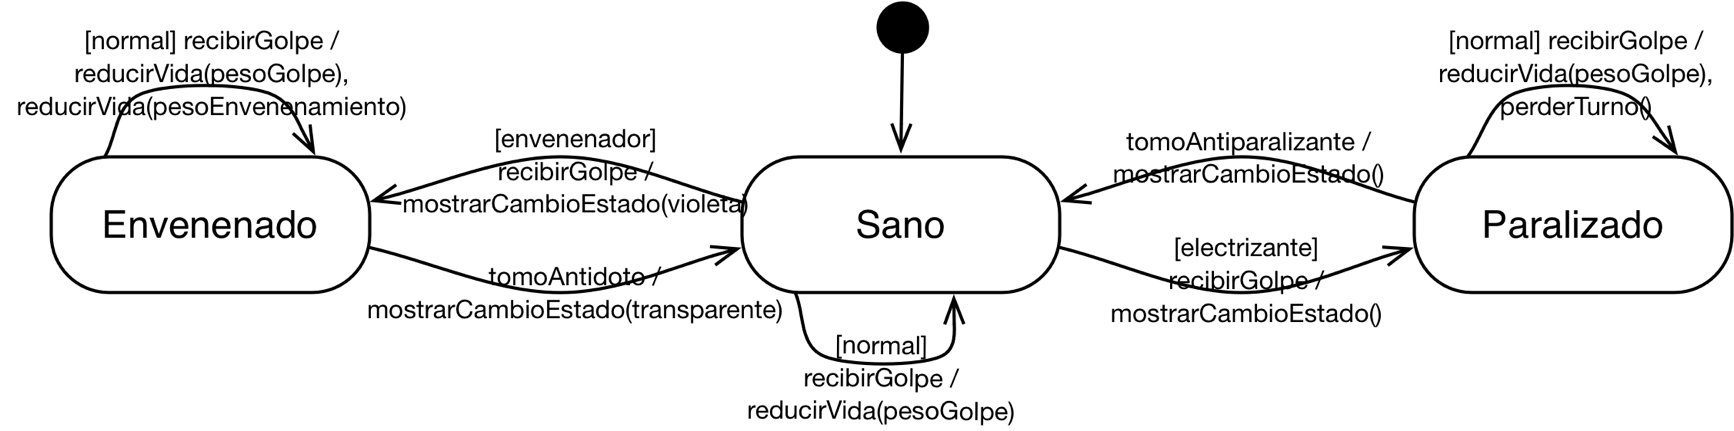 [normal] recibirGolpe /
reducirVida(pesoGolpe),
reducirVida(pesoEnvenenamiento)
[envenenador]
recibirGolpe /
mostrarCambioEstado(violeta)
tomoAntiparalizante /
mostrarCambioEstado()
[normal] recibirGolpe /
reducirVida(pesoGolpe),
perderTurno()
Envenenado
Sano
Paralizado
tomoAntidoto /
mostrarCambioEstado(transparente)
[electrizante]
recibirGolpe /
mostrarCambioEstado()
[normal]
recibirGolpe /
reducirVida(pesoGolpe)